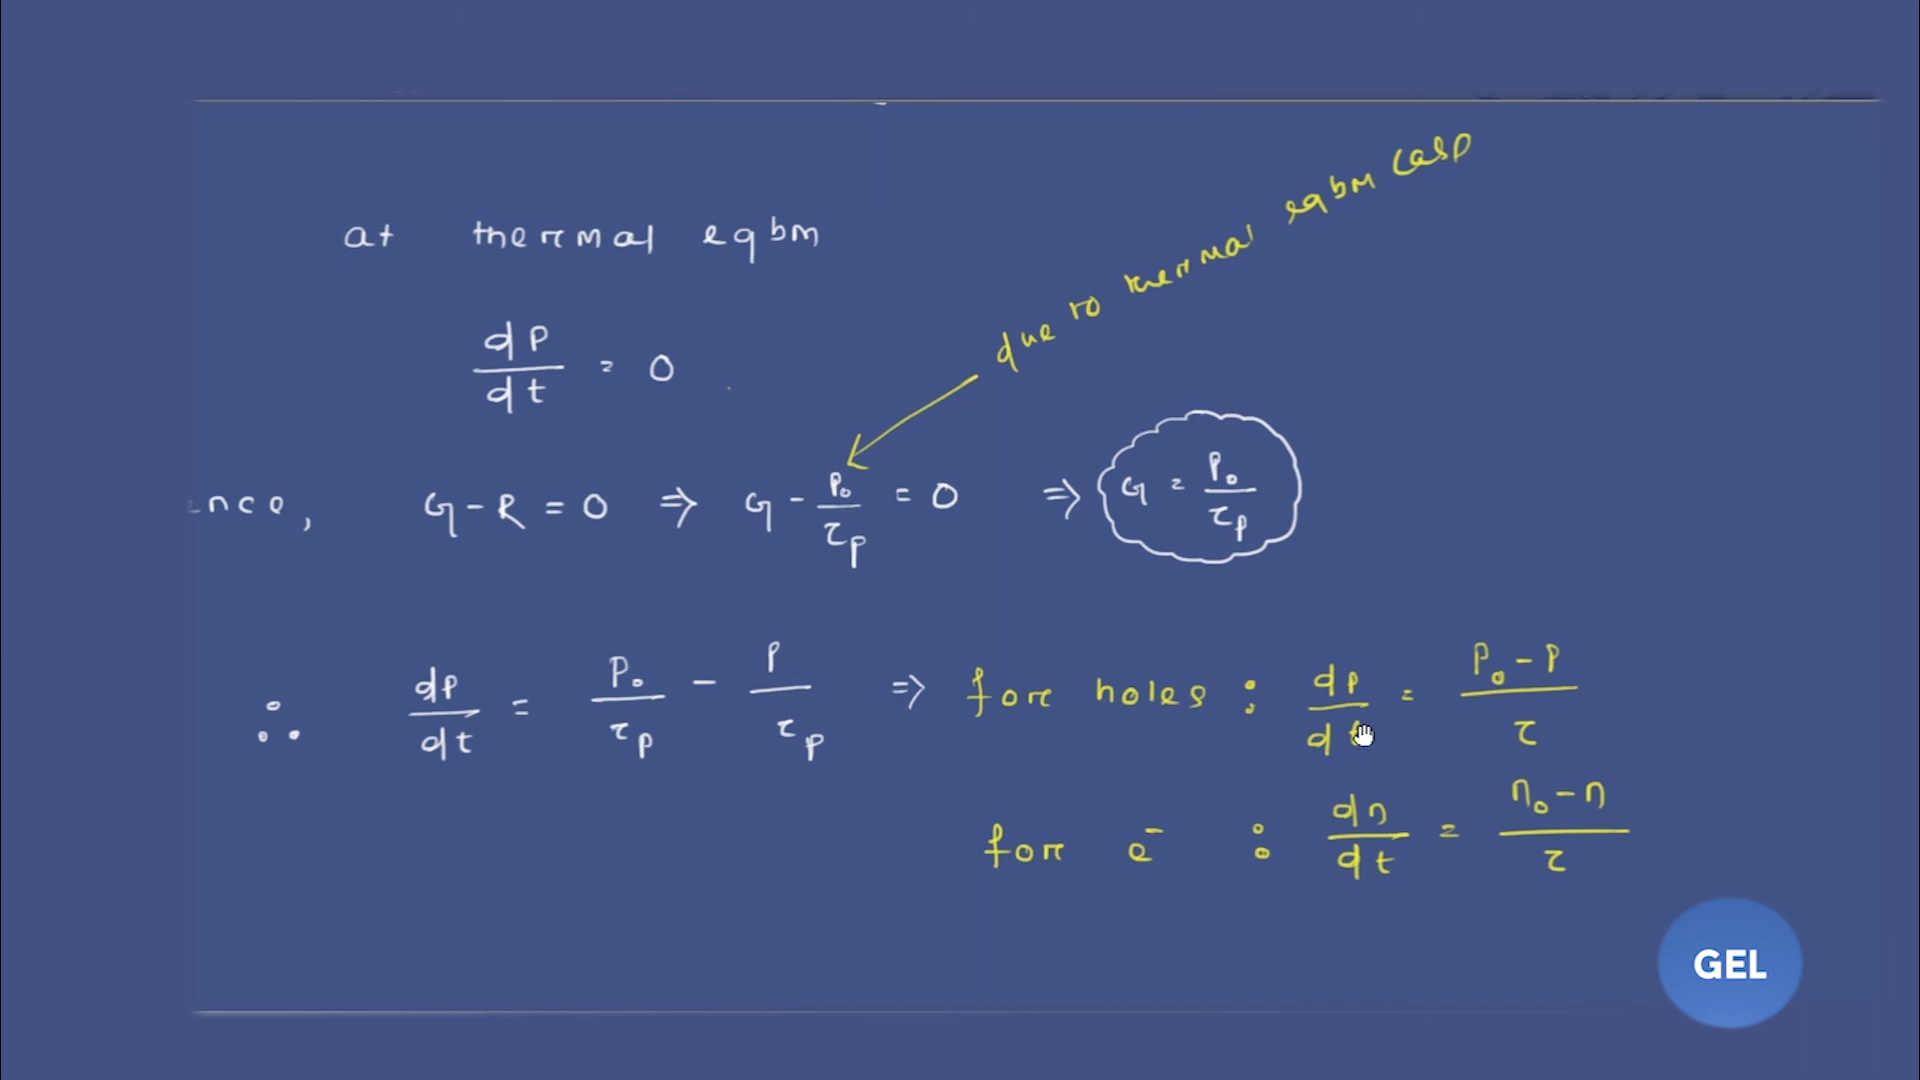 due to thermal eqbm case
at thermal eqbm
dp/dt = 0
ence, G - R = 0 ⇒ G - p₀/τₚ = 0 ⇒ G = p₀/τₚ
∴ dp/dt = p₀/τₚ - p/τₚ ⇒ for holes : dp/dt = p₀ - p/τ
for e⁻ : dn/dt = n₀ - n/τ
GEL